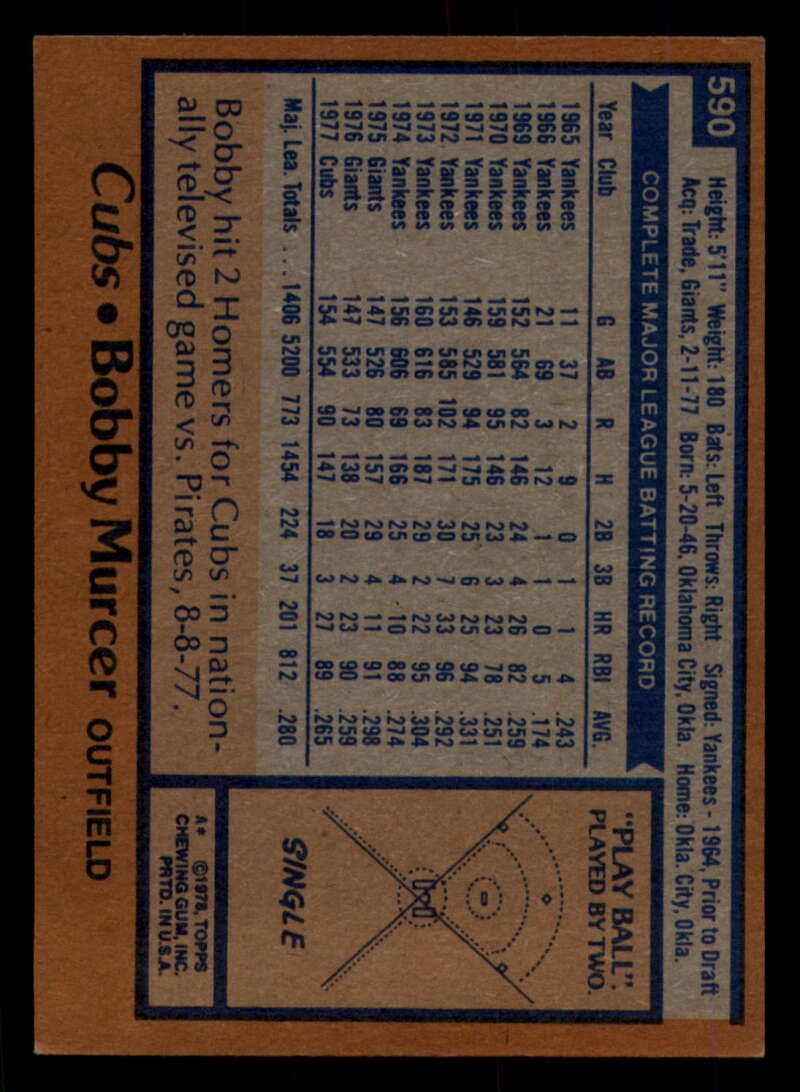 590
Height: 5'11" Weight: 180 Bats: Left Throws: Right Signed: Yankees - 1964, Prior to Draft
Acq: Trade, Giants, 2-11-77 Born: 5-20-46, Oklahoma City, Okla. Home: Okla. City, Okla.
COMPLETE MAJOR LEAGUE BATTING RECORD
Year Club G AB R H 2B 3B HR RBI AVG.
1965 Yankees 11 37 2 9 0 1 1 4 .243
1966 Yankees 21 69 3 12 1 1 0 5 .174
1969 Yankees 152 564 82 146 24 4 26 82 .259
1970 Yankees 159 581 95 146 23 3 23 78 .251
1971 Yankees 146 529 94 175 25 6 25 94 .331
1972 Yankees 153 585 102 171 30 7 33 96 .292
1973 Yankees 160 616 83 187 29 2 22 95 .304
1974 Yankees 156 606 69 166 25 4 10 88 .274
1975 Giants 147 526 80 157 29 4 11 91 .298
1976 Giants 147 533 73 138 20 2 23 90 .259
1977 Cubs 154 554 90 147 18 3 27 89 .265
Maj. Lea. Totals ... 1406 5200 773 1454 224 37 201 812 .280
Bobby hit 2 Homers for Cubs in nation-
ally televised game vs. Pirates, 8-8-77.
"PLAY BALL".
PLAYED BY TWO.
SINGLE
A* ©1978, TOPPS
CHEWING GUM, INC.
PRTD. IN U.S.A.
Cubs • Bobby Murcer OUTFIELD